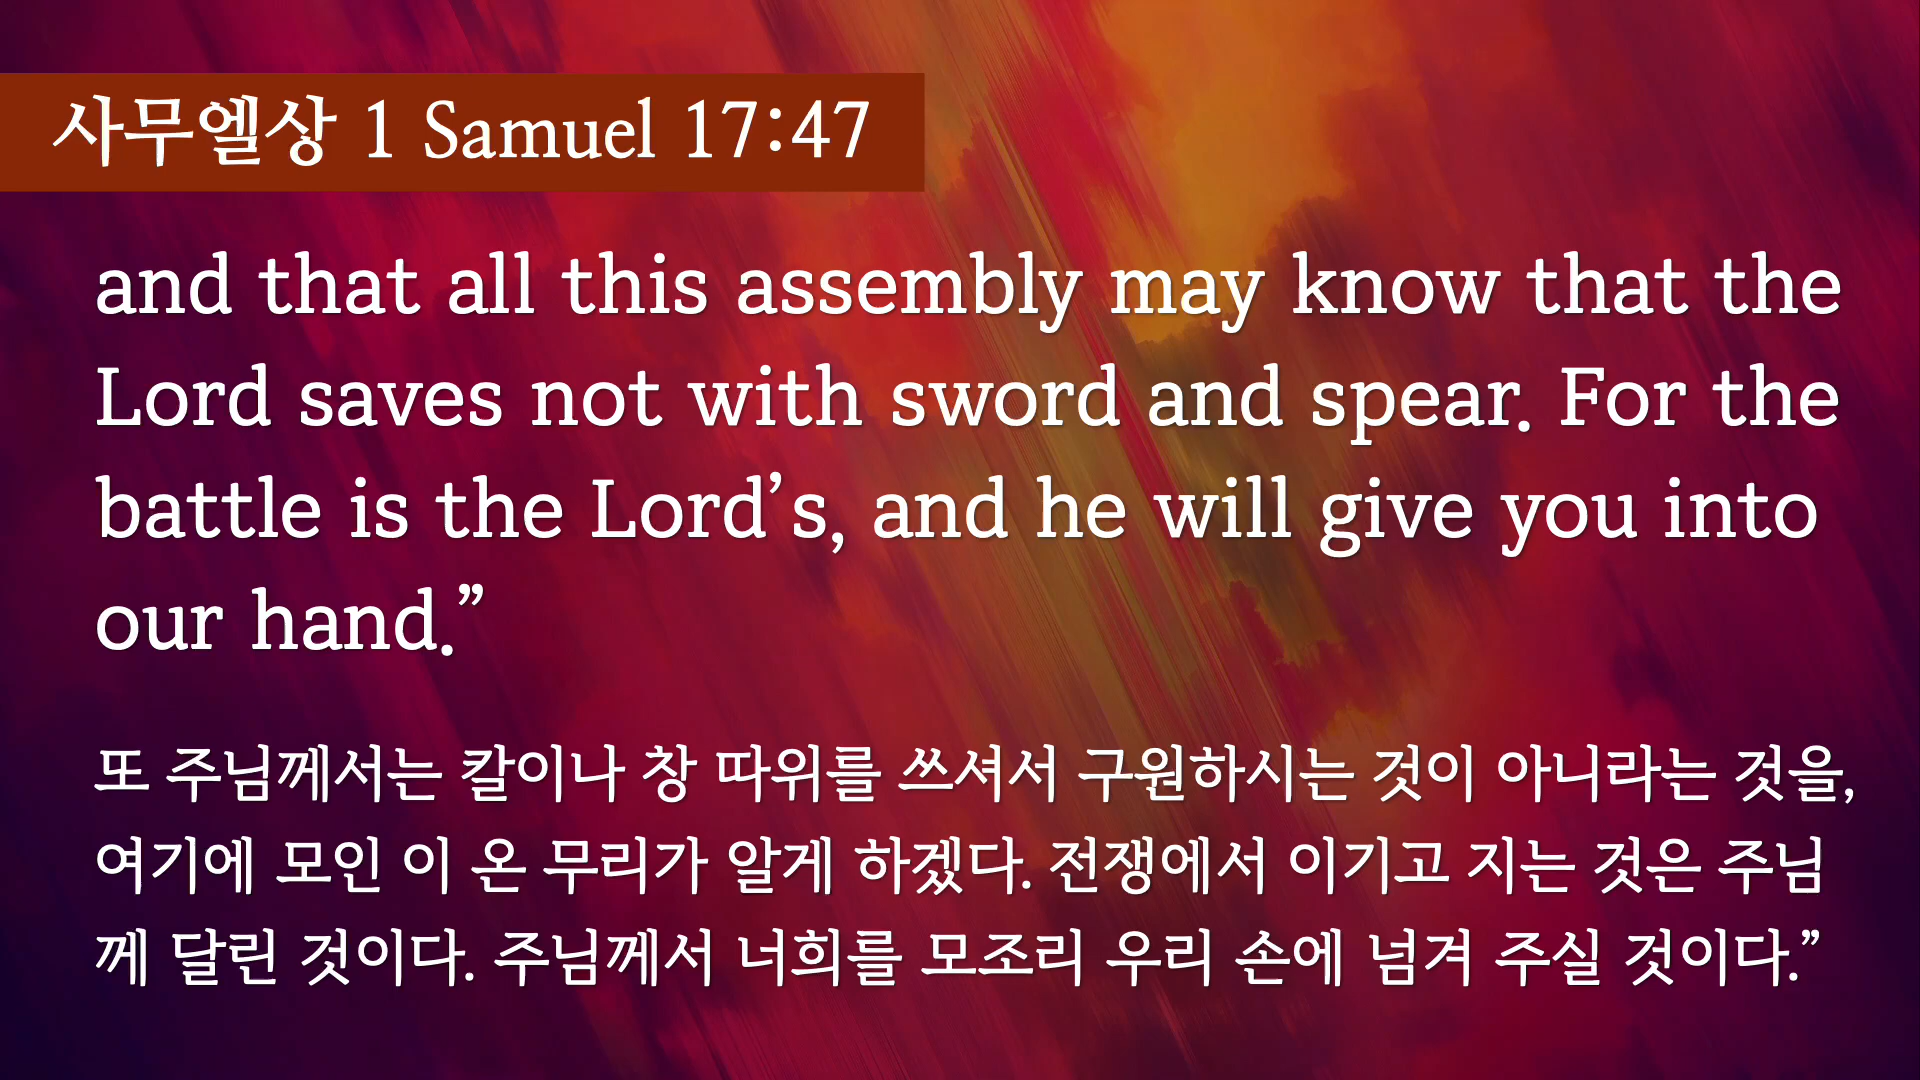 사무엘상 1 Samuel 17:47
and that all this assembly may know that the
Lord saves not with sword and spear. For the
battle is the Lord’s, and he will give you into
our hand.”
또 주님께서는 칼이나 창 따위를 쓰셔서 구원하시는 것이 아니라는 것을,
여기에 모인 이 온 무리가 알게 하겠다. 전쟁에서 이기고 지는 것은 주님
께 달린 것이다. 주님께서 너희를 모조리 우리 손에 넘겨 주실 것이다.”